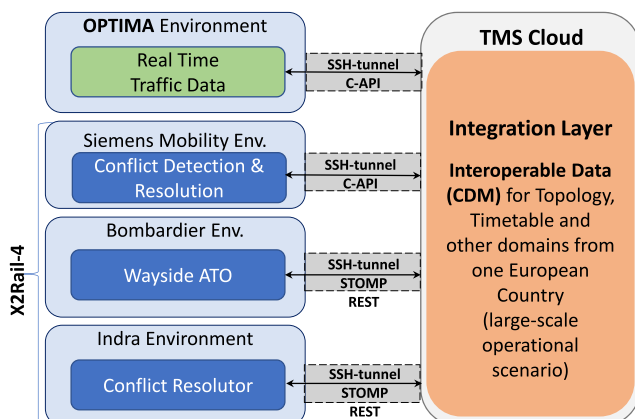 OPTIMA Environment
Real Time
Traffic Data
SSH-tunnel
C-API
X2Rail-4
Siemens Mobility Env.
Conflict Detection &
Resolution
SSH-tunnel
C-API
Bombardier Env.
Wayside ATO
SSH-tunnel
STOMP
REST
Indra Environment
Conflict Resolutor
SSH-tunnel
STOMP
REST
TMS Cloud
Integration Layer
Interoperable Data
(CDM) for Topology,
Timetable and
other domains from
one European
Country
(large-scale
operational
scenario)